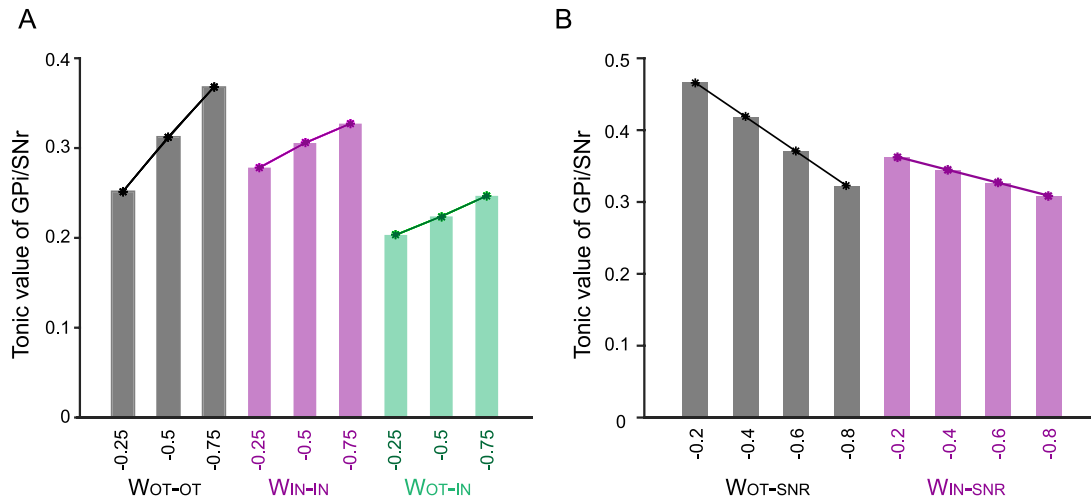 A
Tonic value of GPi/SNr
0.4
0.3
0.2
0.1
0
-0.25 -0.5 -0.75 -0.25 -0.5 -0.75 -0.25 -0.5 -0.75
WOT-OT WIN-IN WOT-IN
B
Tonic value of GPi/SNr
0.5
0.4
0.3
0.2
0.1
0
-0.2 -0.4 -0.6 -0.8 -0.2 -0.4 -0.6 -0.8
WOT-SNR WIN-SNR